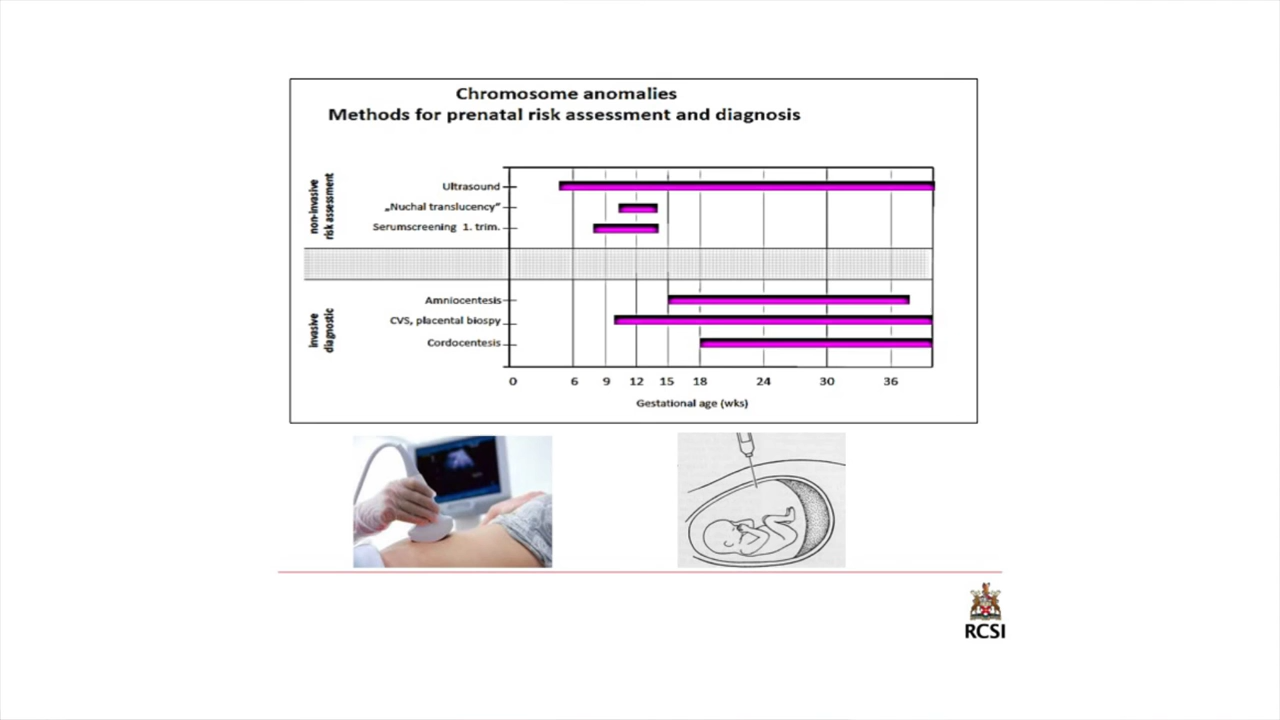 Chromosome anomalies
Methods for prenatal risk assessment and diagnosis
non-invasive
risk assessment
Ultrasound
„Nuchal translucency“
Serumscreening 1. trim.
invasive
diagnostic
Amniocentesis
CVS, placental biospy
Cordocentesis
0 6 9 12 15 18 24 30 36
Gestational age (wks)
RCSI